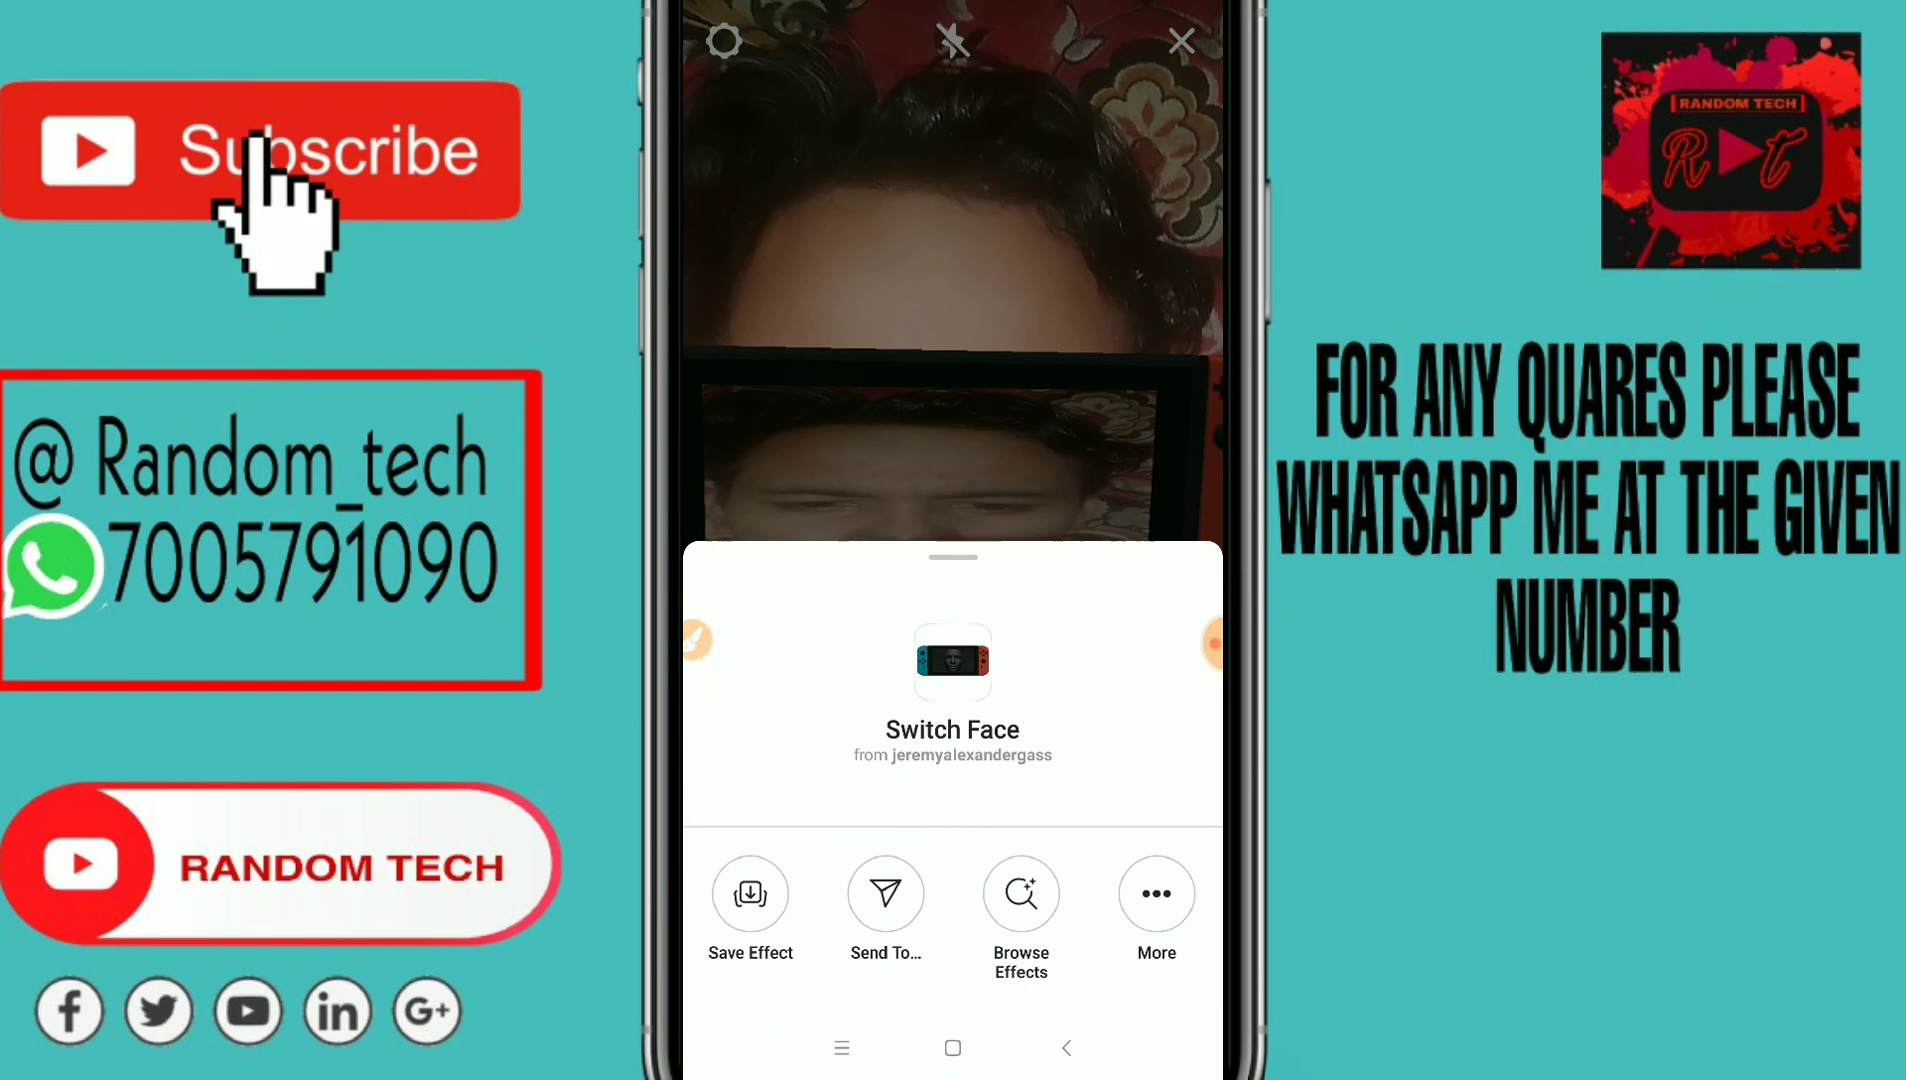 Subscribe
@ Random_tech
7005791090
RANDOM TECH
Switch Face
from jeremyalexandergass
Save Effect
Send To...
Browse
Effects
More
RANDOM TECH
R t
FOR ANY QUARES PLEASE
WHATSAPP ME AT THE GIVEN
NUMBER
f
in
G+